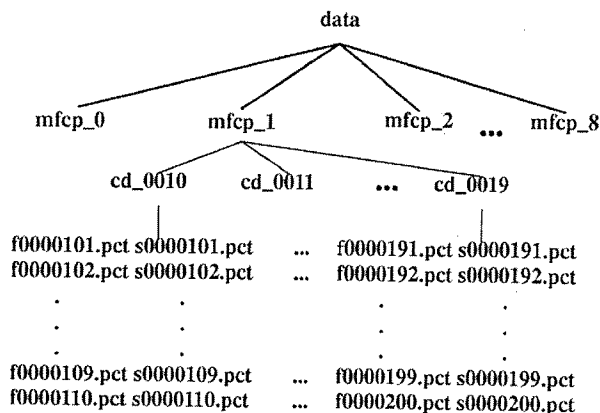 data
mfcp_0 mfcp_1 mfcp_2 ... mfcp_8
cd_0010 cd_0011 ... cd_0019
f0000101.pct s0000101.pct ... f0000191.pct s0000191.pct
f0000102.pct s0000102.pct ... f0000192.pct s0000192.pct
. . . .
. . . .
. . . .
f0000109.pct s0000109.pct ... f0000199.pct s0000199.pct
f0000110.pct s0000110.pct ... f0000200.pct s0000200.pct